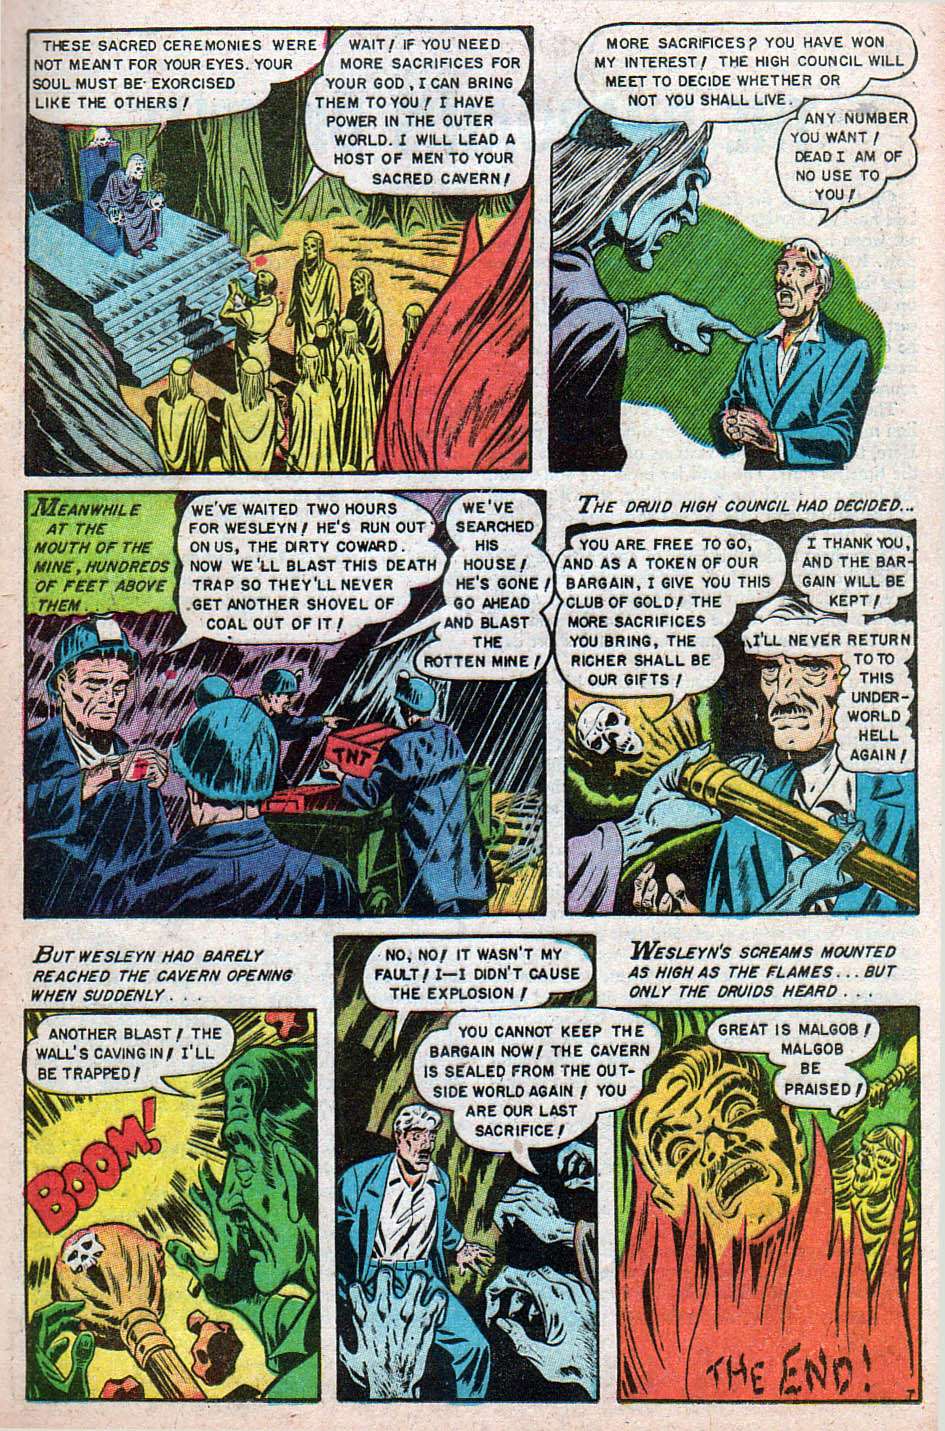 THESE SACRED CEREMONIES WERE
NOT MEANT FOR YOUR EYES. YOUR
SOUL MUST BE EXORCISED
LIKE THE OTHERS!
WAIT! IF YOU NEED
MORE SACRIFICES FOR
YOUR GOD, I CAN BRING
THEM TO YOU! I HAVE
POWER IN THE OUTER
WORLD. I WILL LEAD A
HOST OF MEN TO YOUR
SACRED CAVERN!
MORE SACRIFICES? YOU HAVE WON
MY INTEREST! THE HIGH COUNCIL WILL
MEET TO DECIDE WHETHER OR
NOT YOU SHALL LIVE.
ANY NUMBER
YOU WANT!
DEAD I AM OF
NO USE TO
YOU!
MEANWHILE
AT THE
MOUTH OF THE
MINE, HUNDREDS
OF FEET ABOVE
THEM...
WE'VE WAITED TWO HOURS
FOR WESLEYN! HE'S RUN OUT
ON US, THE DIRTY COWARD.
NOW WE'LL BLAST THIS DEATH
TRAP SO THEY'LL NEVER
GET ANOTHER SHOVEL OF
COAL OUT OF IT!
WE'VE
SEARCHED
HIS
HOUSE!
HE'S GONE!
GO AHEAD
AND BLAST
THE
ROTTEN MINE!
TNT
THE DRUID HIGH COUNCIL HAD DECIDED...
YOU ARE FREE TO GO,
AND AS A TOKEN OF OUR
BARGAIN, I GIVE YOU THIS
CLUB OF GOLD! THE
MORE SACRIFICES
YOU BRING, THE
RICHER SHALL BE
OUR GIFTS!
I THANK YOU,
AND THE BAR-
GAIN WILL BE
KEPT!
I'LL NEVER RETURN
TO TO
THIS
UNDER-
WORLD
HELL
AGAIN!
BUT WESLEYN HAD BARELY
REACHED THE CAVERN OPENING
WHEN SUDDENLY...
ANOTHER BLAST! THE
WALL'S CAVING IN! I'LL
BE TRAPPED!
BOOM!
NO, NO! IT WASN'T MY
FAULT! I—I DIDN'T CAUSE
THE EXPLOSION!
YOU CANNOT KEEP THE
BARGAIN NOW! THE CAVERN
IS SEALED FROM THE OUT-
SIDE WORLD AGAIN! YOU
ARE OUR LAST
SACRIFICE!
WESLEYN'S SCREAMS MOUNTED
AS HIGH AS THE FLAMES...BUT
ONLY THE DRUIDS HEARD...
GREAT IS MALGOB!
MALGOB
BE
PRAISED!
THE END!
7